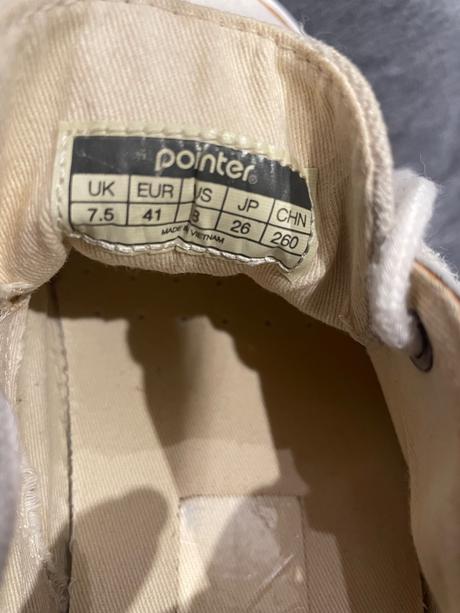 pointer®
UK EUR US JP CHN
7.5 41 8 26 260
MADE IN VIETNAM